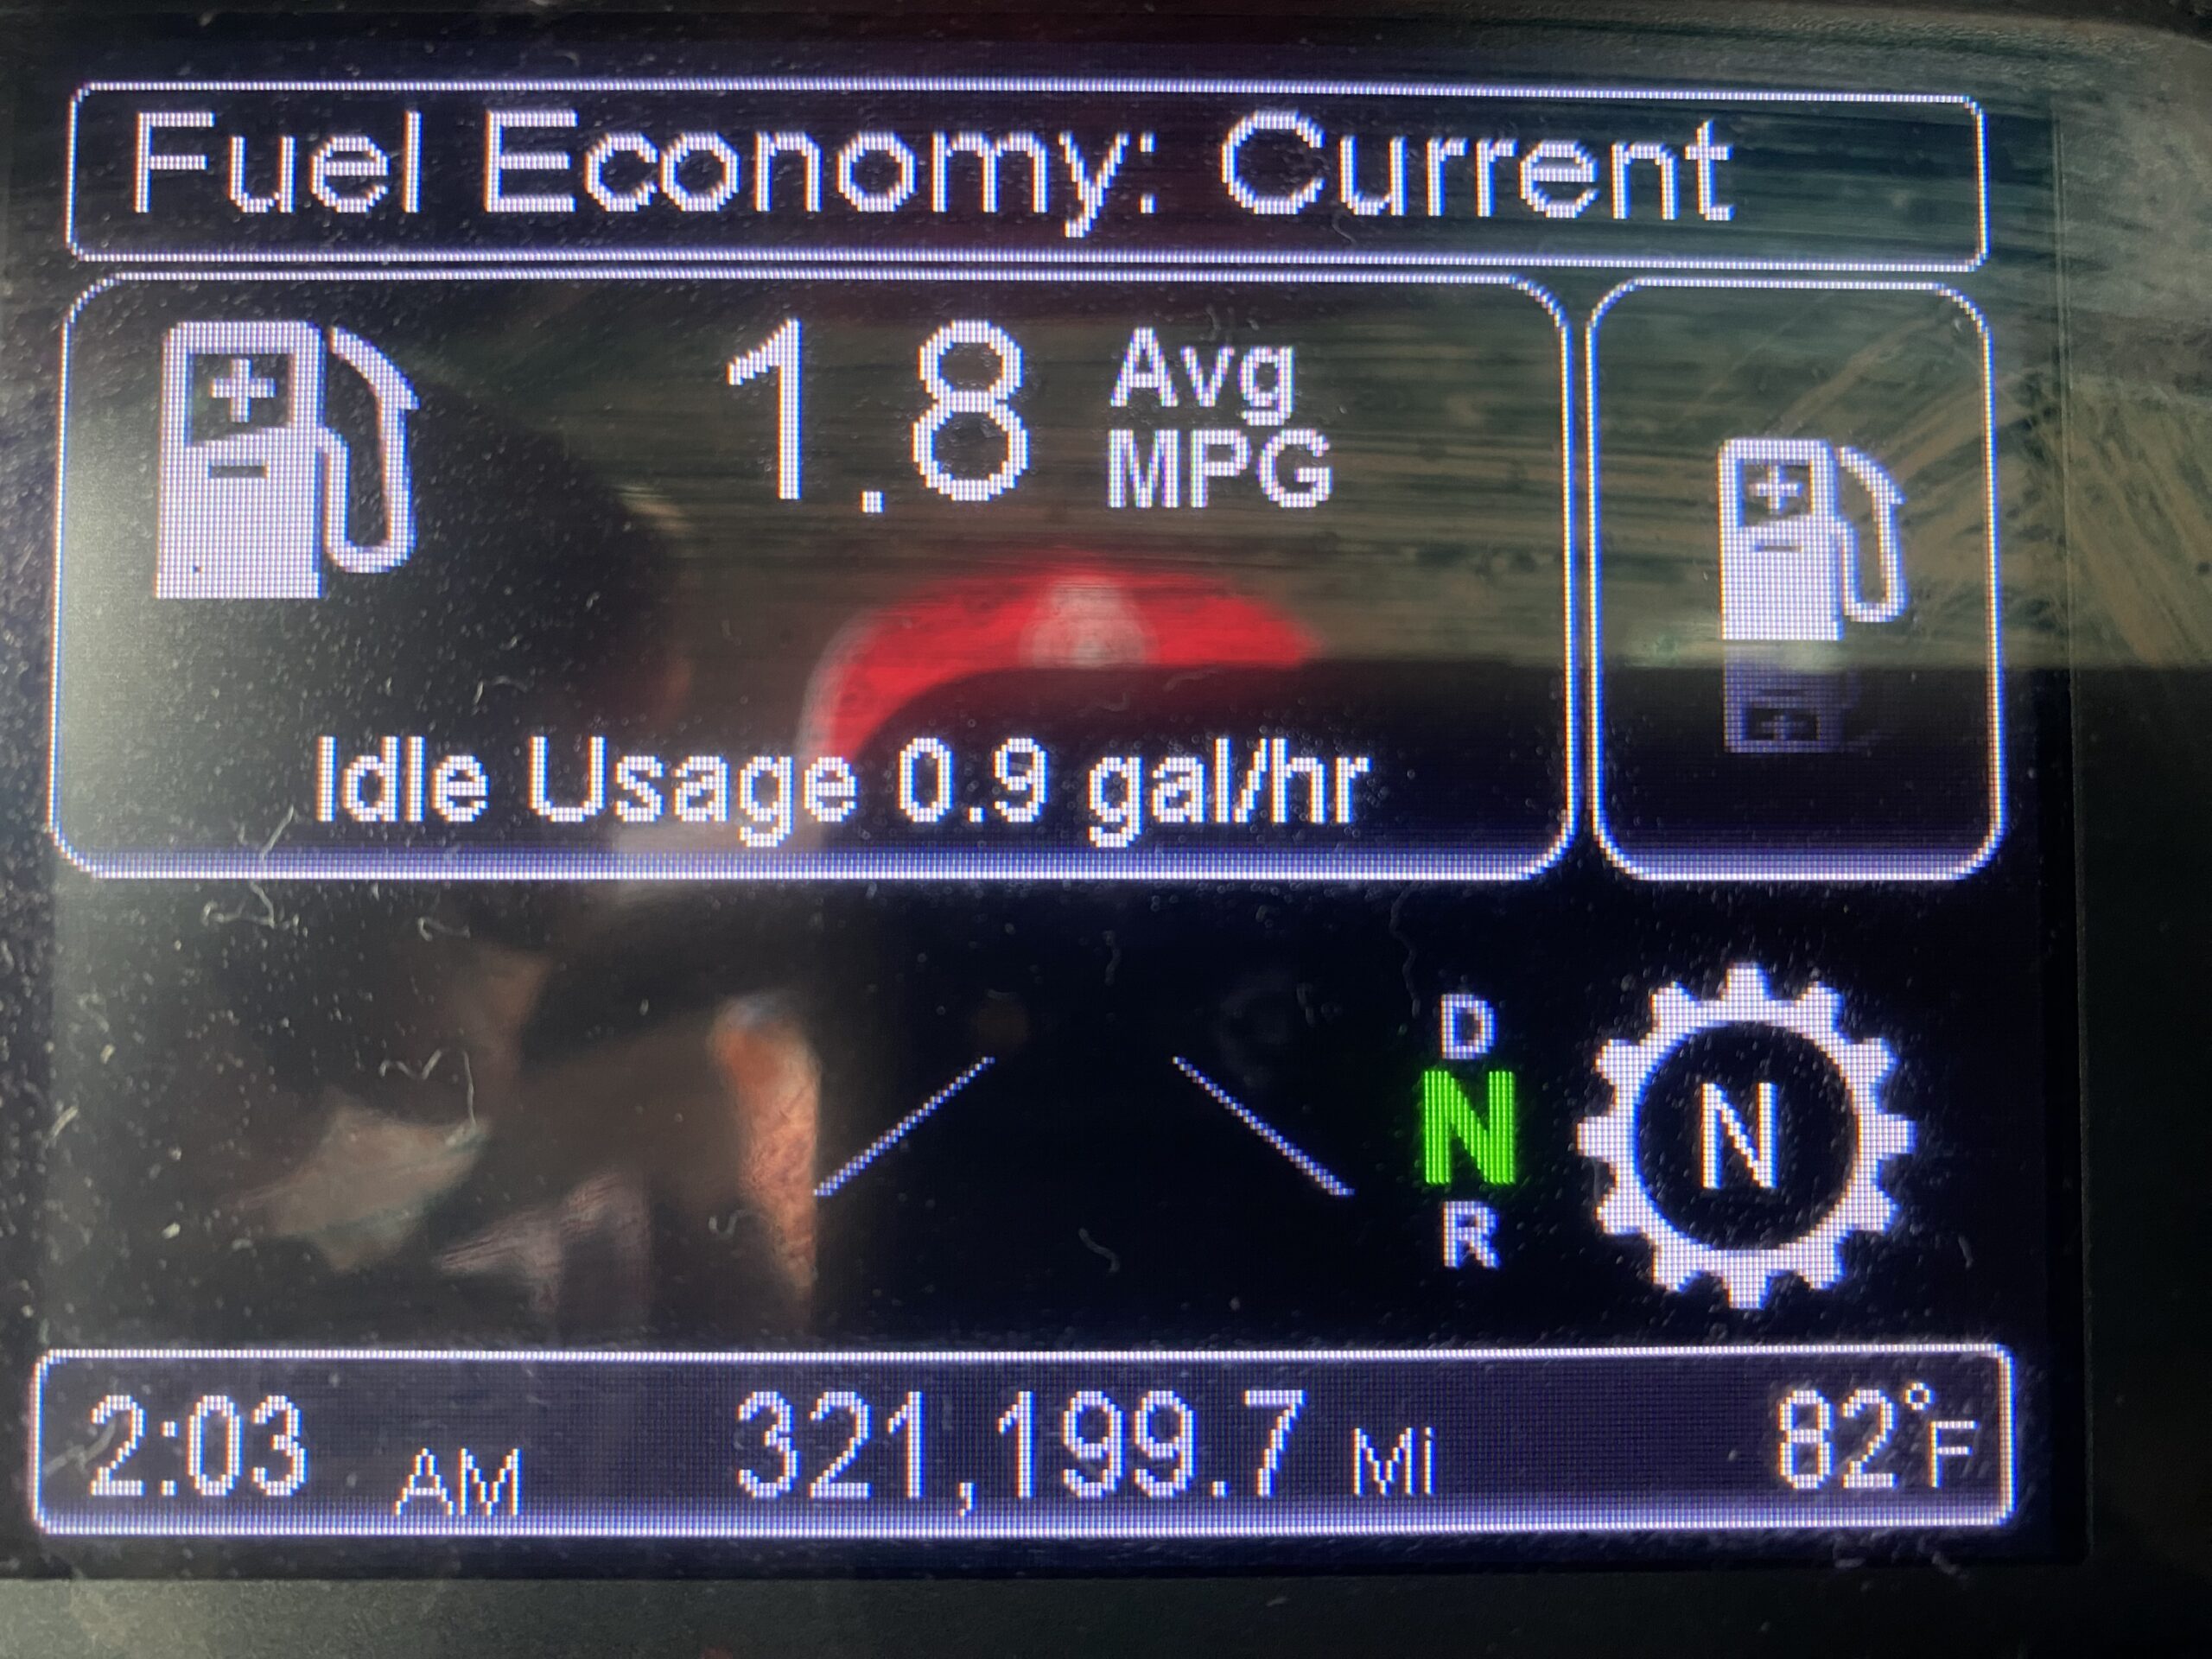 Fuel Economy: Current
1.8 Avg MPG
Idle Usage 0.9 gal/hr
D
N
R
N
2:03 AM 321,199.7 Mi 82°F